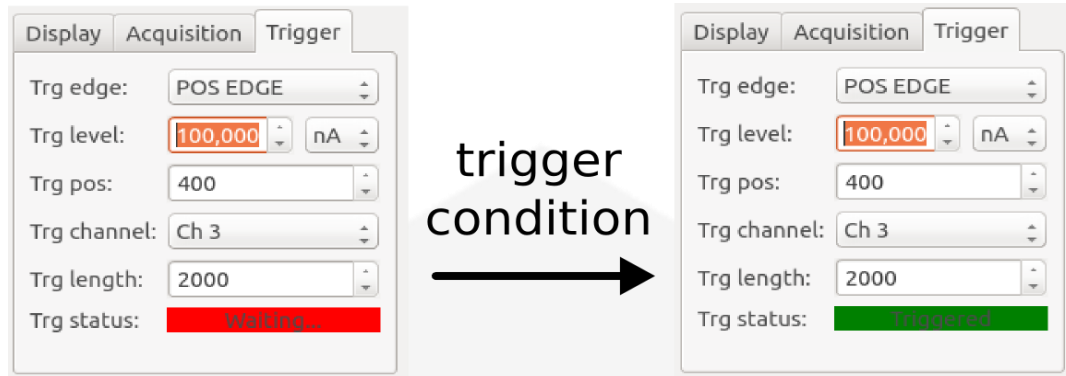 Display Acquisition Trigger
Trg edge: POS EDGE
Trg level: 100,000 nA
Trg pos: 400
Trg channel: Ch 3
Trg length: 2000
Trg status: Waiting...
trigger
condition
Display Acquisition Trigger
Trg edge: POS EDGE
Trg level: 100,000 nA
Trg pos: 400
Trg channel: Ch 3
Trg length: 2000
Trg status: Triggered